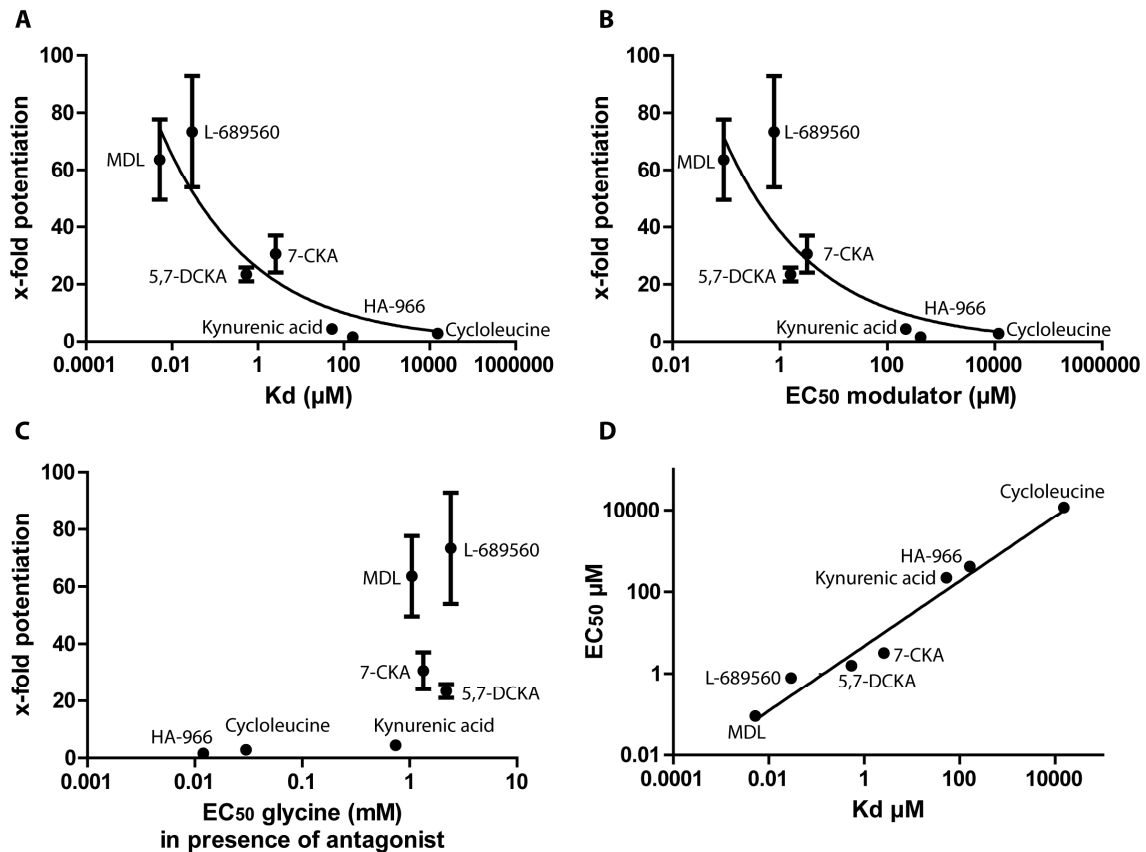 A
x-fold potentiation
100
80
60
40
20
0
MDL
L-689560
5,7-DCKA
7-CKA
Kynurenic acid
HA-966
Cycloleucine
0.0001
0.01
1
100
10000
1000000
Kd (µM)
B
x-fold potentiation
100
80
60
40
20
0
MDL
L-689560
5,7-DCKA
7-CKA
Kynurenic acid
HA-966
Cycloleucine
0.01
1
100
10000
1000000
EC50 modulator (µM)
C
x-fold potentiation
100
80
60
40
20
0
MDL
L-689560
7-CKA
5,7-DCKA
HA-966
Cycloleucine
Kynurenic acid
0.001
0.01
0.1
1
10
EC50 glycine (mM)
in presence of antagonist
D
EC50 µM
10000
100
1
0.01
Cycloleucine
HA-966
Kynurenic acid
7-CKA
L-689560
5,7-DCKA
MDL
0.0001
0.01
1
100
10000
Kd µM